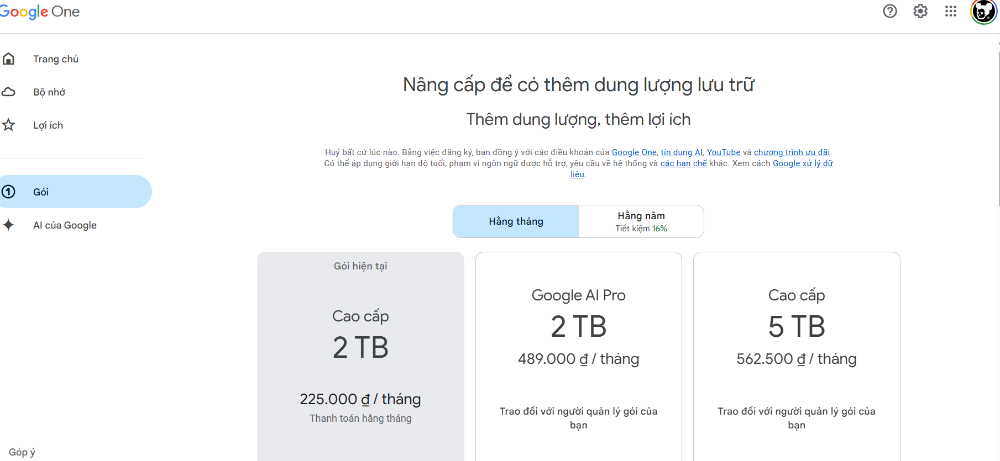 Google One
Trang chủ
Bộ nhớ
Lợi ích
Gói
AI của Google
Góp ý
Nâng cấp để có thêm dung lượng lưu trữ
Thêm dung lượng, thêm lợi ích
Huỷ bất cứ lúc nào. Bằng việc đăng ký, bạn đồng ý với các điều khoản của Google One, tín dụng AI, YouTube và chương trình ưu đãi.
Có thể áp dụng giới hạn độ tuổi, phạm vi ngôn ngữ được hỗ trợ, yêu cầu về hệ thống và các hạn chế khác. Xem cách Google xử lý dữ
liệu.
Hằng tháng
Hằng năm
Tiết kiệm 16%
Gói hiện tại
Cao cấp
2 TB
225.000 ₫ / tháng
Thanh toán hằng tháng
Google AI Pro
2 TB
489.000 ₫ / tháng
Trao đổi với người quản lý gói của
bạn
Cao cấp
5 TB
562.500 ₫ / tháng
Trao đổi với người quản lý gói của
bạn